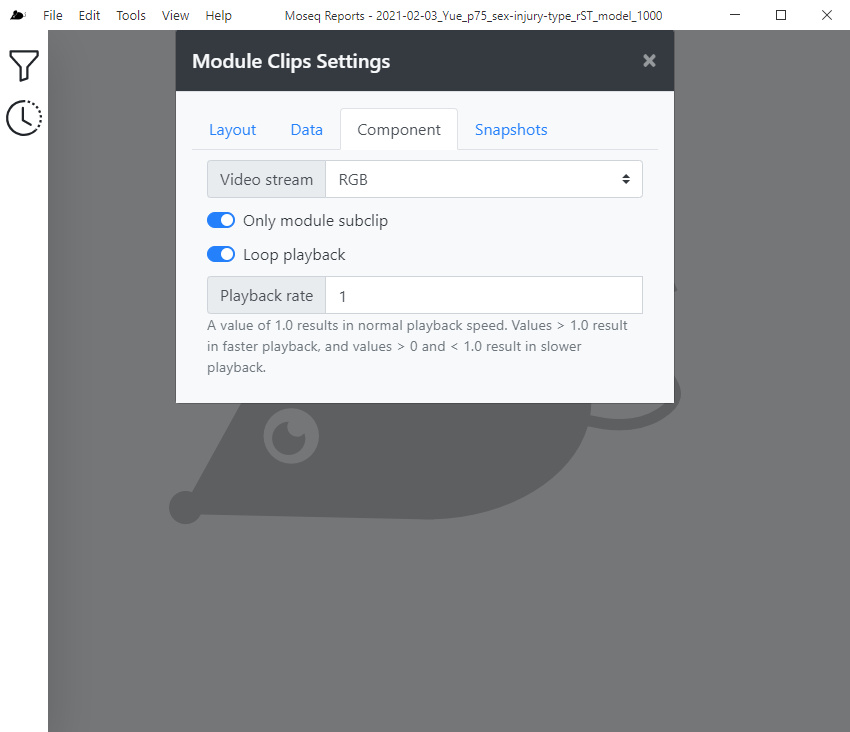 File Edit Tools View Help Moseq Reports - 2021-02-03_Yue_p75_sex-injury-type_rST_model_1000
Module Clips Settings
Layout Data Component Snapshots
Video stream RGB
Only module subclip
Loop playback
Playback rate 1
A value of 1.0 results in normal playback speed. Values > 1.0 result
in faster playback, and values > 0 and < 1.0 result in slower
playback.